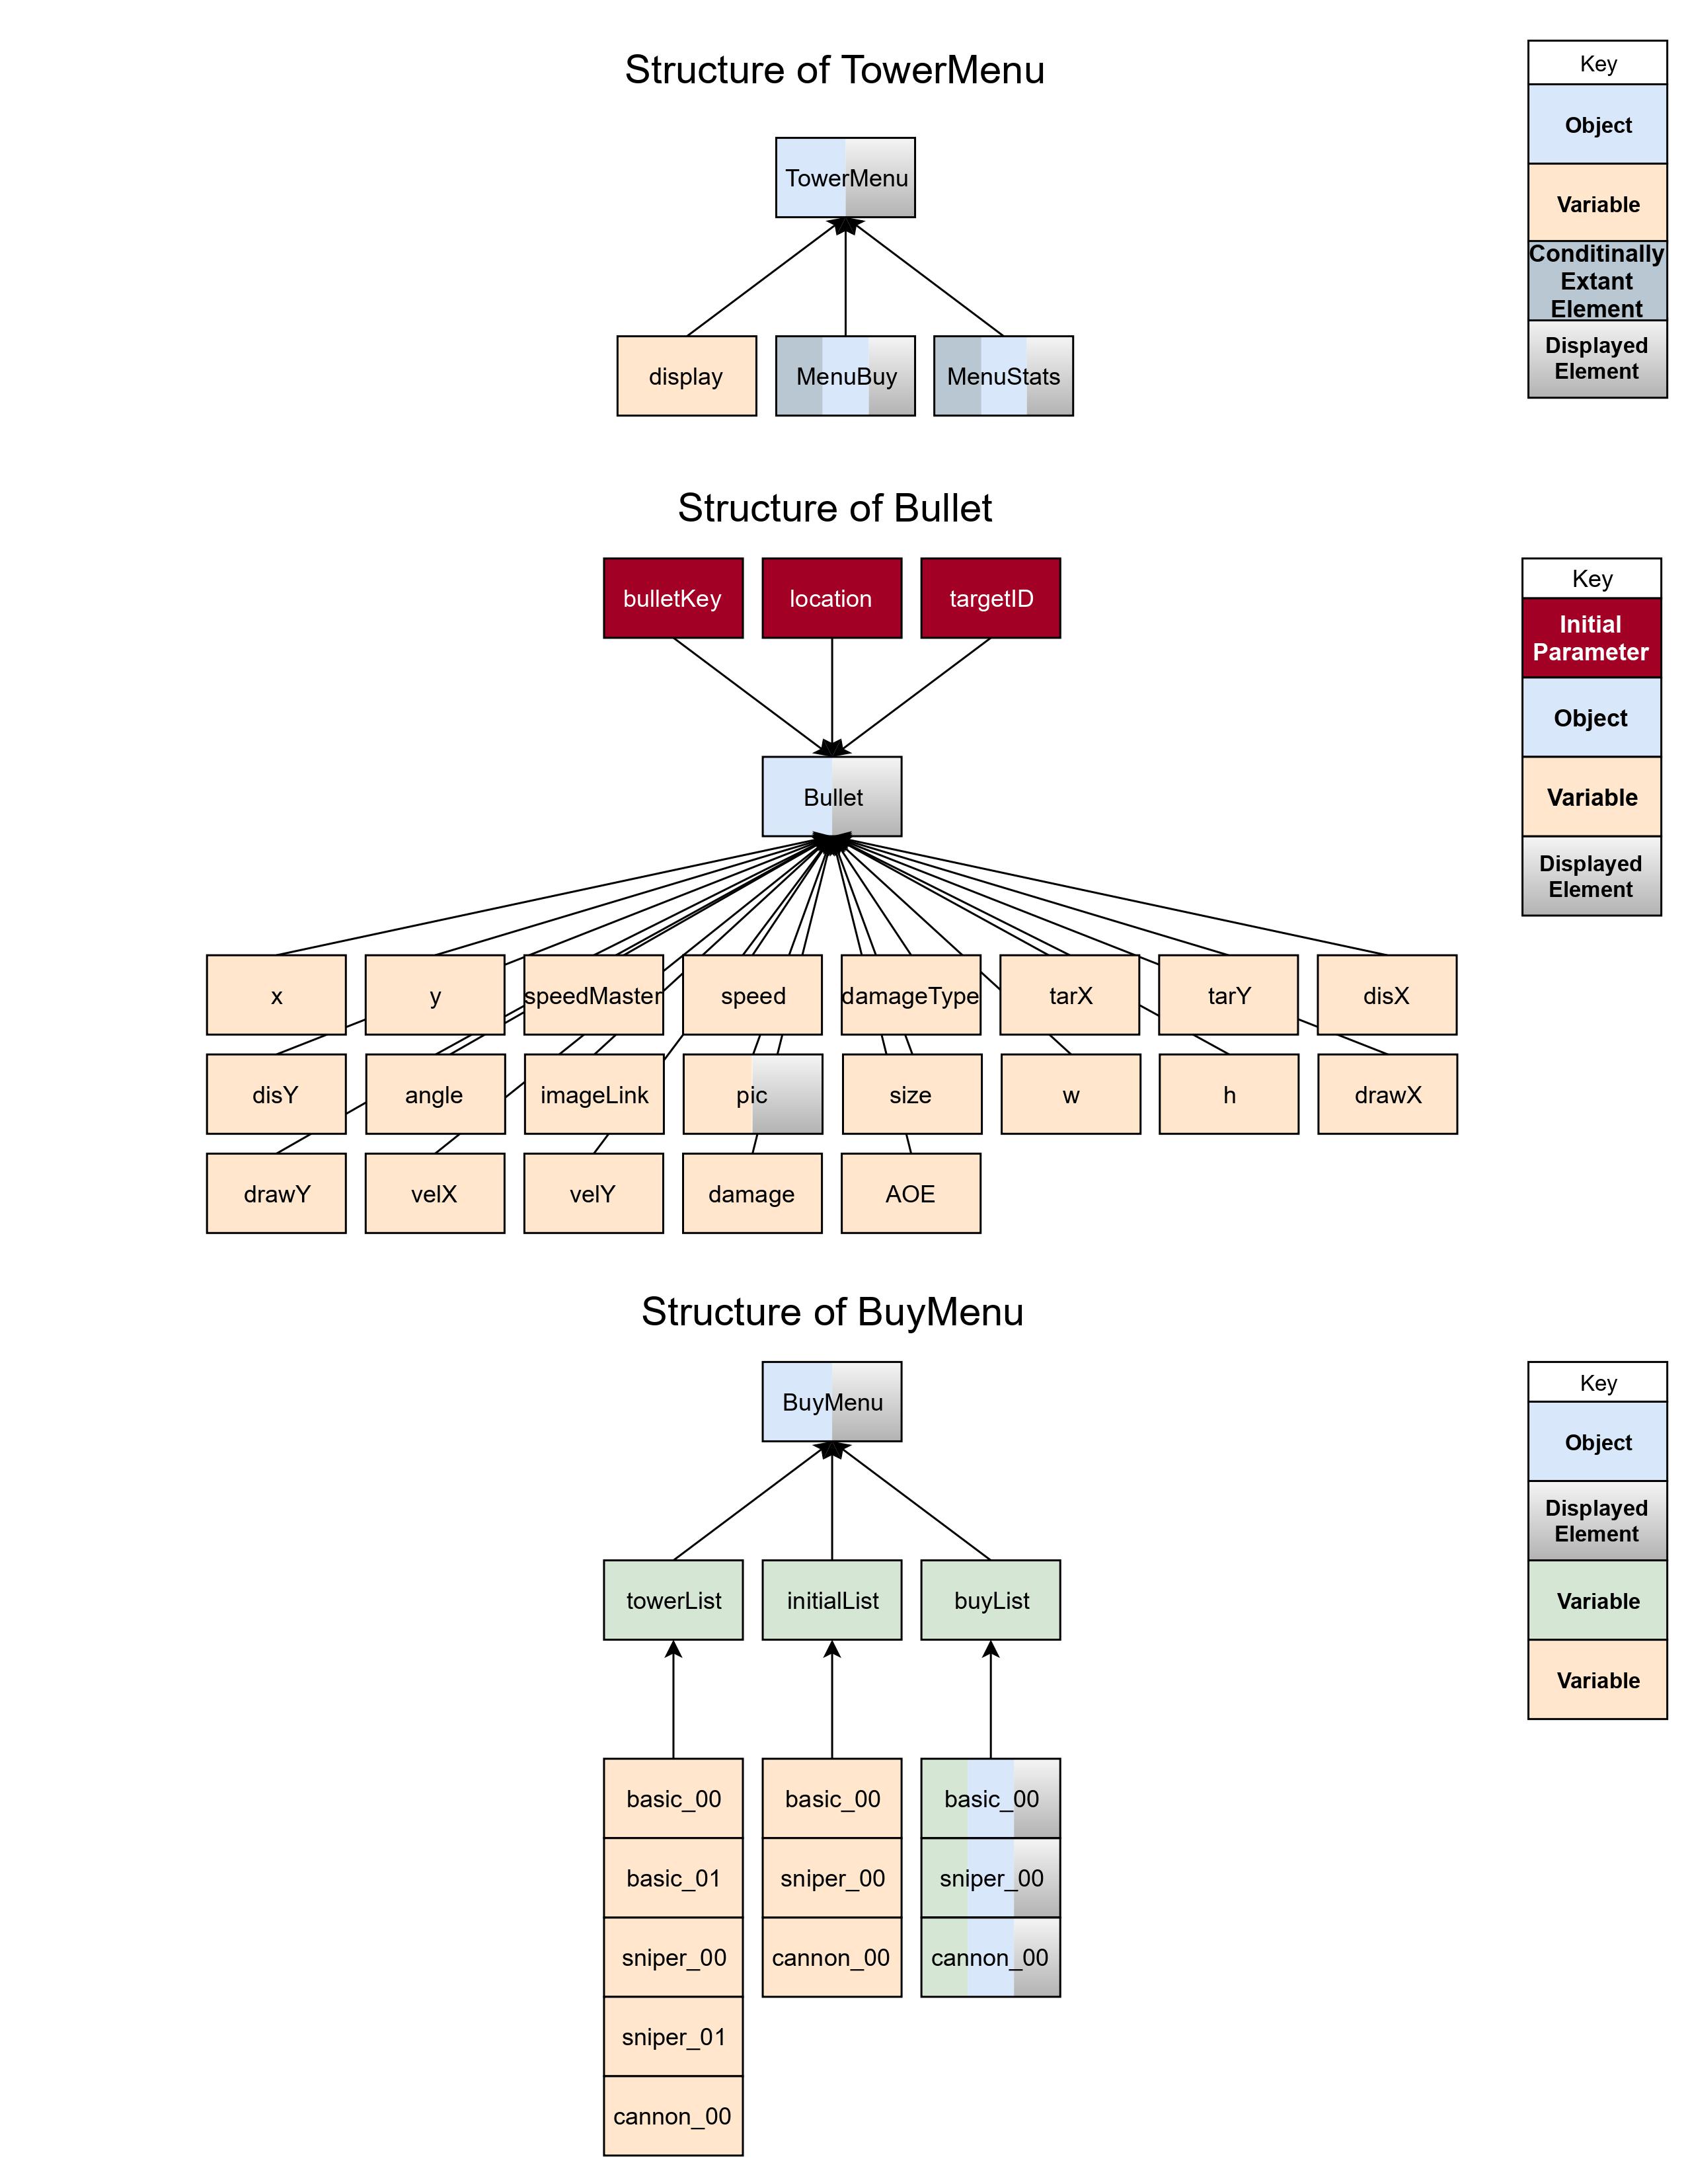 Structure of TowerMenu
Key
Object
Variable
Conditinally
Extant
Element
Displayed
Element
TowerMenu
display
MenuBuy
MenuStats
Structure of Bullet
Key
Initial
Parameter
Object
Variable
Displayed
Element
bulletKey
location
targetID
Bullet
x
y
speedMaster
speed
damageType
tarX
tarY
disX
disY
angle
imageLink
pic
size
w
h
drawX
drawY
velX
velY
damage
AOE
Structure of BuyMenu
Key
Object
Displayed
Element
Variable
Variable
BuyMenu
towerList
initialList
buyList
basic_00
basic_01
sniper_00
sniper_01
cannon_00
basic_00
sniper_00
cannon_00
basic_00
sniper_00
cannon_00